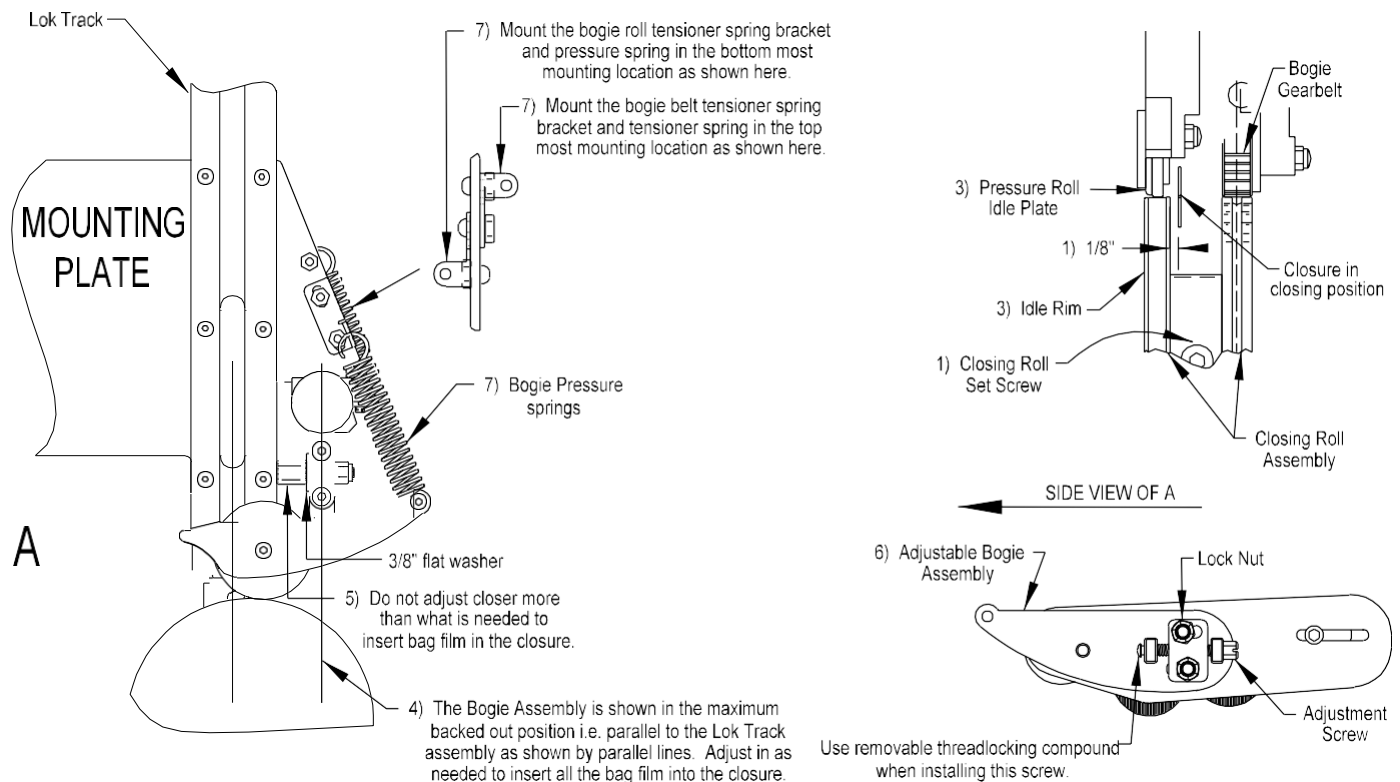 Lok Track
7) Mount the bogie roll tensioner spring bracket
and pressure spring in the bottom most
mounting location as shown here.
7) Mount the bogie belt tensioner spring
bracket and tensioner spring in the top
most mounting location as shown here.
MOUNTING
PLATE
7) Bogie Pressure
springs
A
3/8" flat washer
5) Do not adjust closer more
than what is needed to
insert bag film in the closure.
4) The Bogie Assembly is shown in the maximum
backed out position i.e. parallel to the Lok Track
assembly as shown by parallel lines. Adjust in as
needed to insert all the bag film into the closure.
Bogie
Gearbelt
3) Pressure Roll
Idle Plate
1) 1/8"
Closure in
closing position
3) Idle Rim
1) Closing Roll
Set Screw
Closing Roll
Assembly
SIDE VIEW OF A
6) Adjustable Bogie
Assembly
Lock Nut
Adjustment
Screw
Use removable threadlocking compound
when installing this screw.